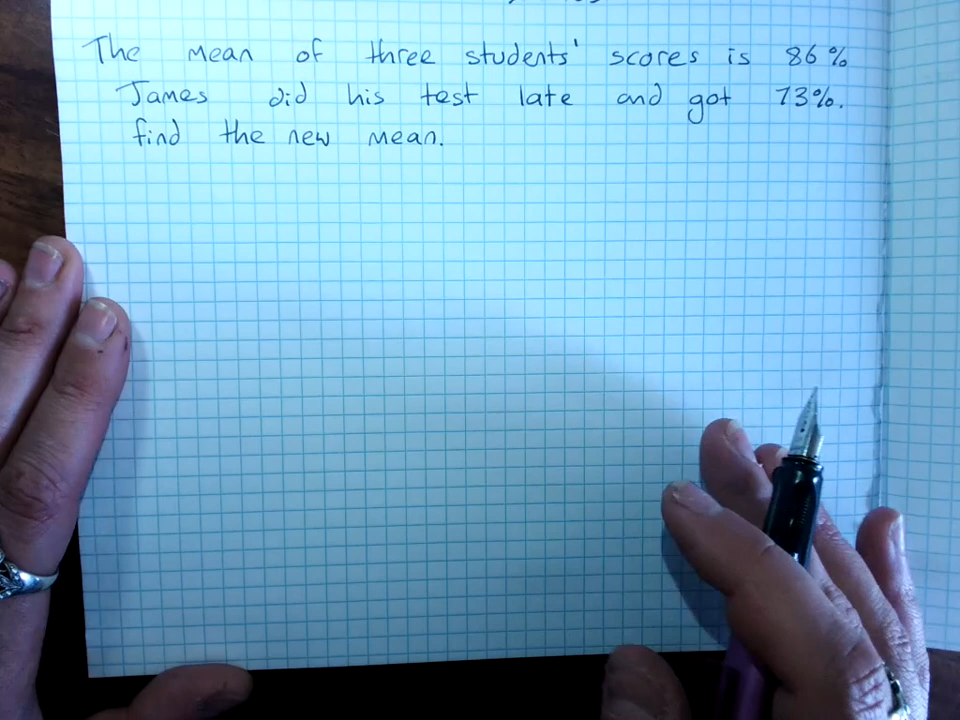 The mean of three students' scores is 86%
James did his test late and got 73%.
find the new mean.